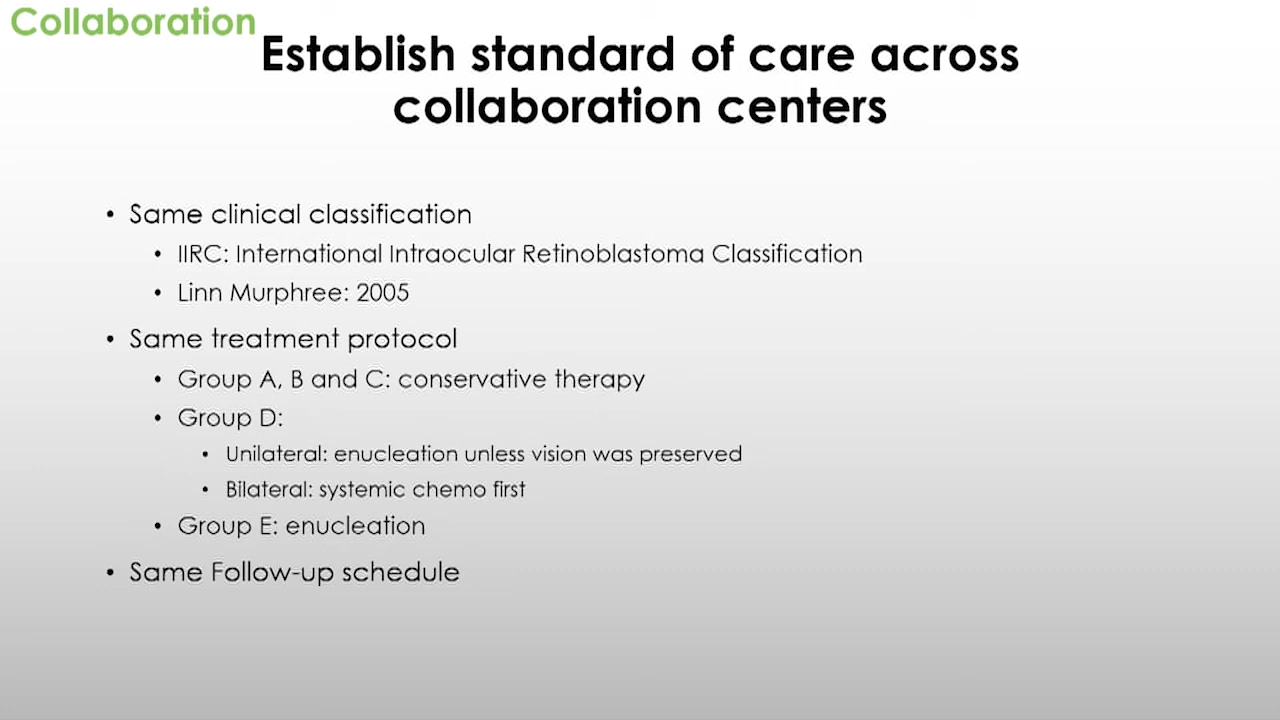 Collaboration
Establish standard of care across
collaboration centers
• Same clinical classification
• IIRC: International Intraocular Retinoblastoma Classification
• Linn Murphree: 2005
• Same treatment protocol
• Group A, B and C: conservative therapy
• Group D:
• Unilateral: enucleation unless vision was preserved
• Bilateral: systemic chemo first
• Group E: enucleation
• Same Follow-up schedule